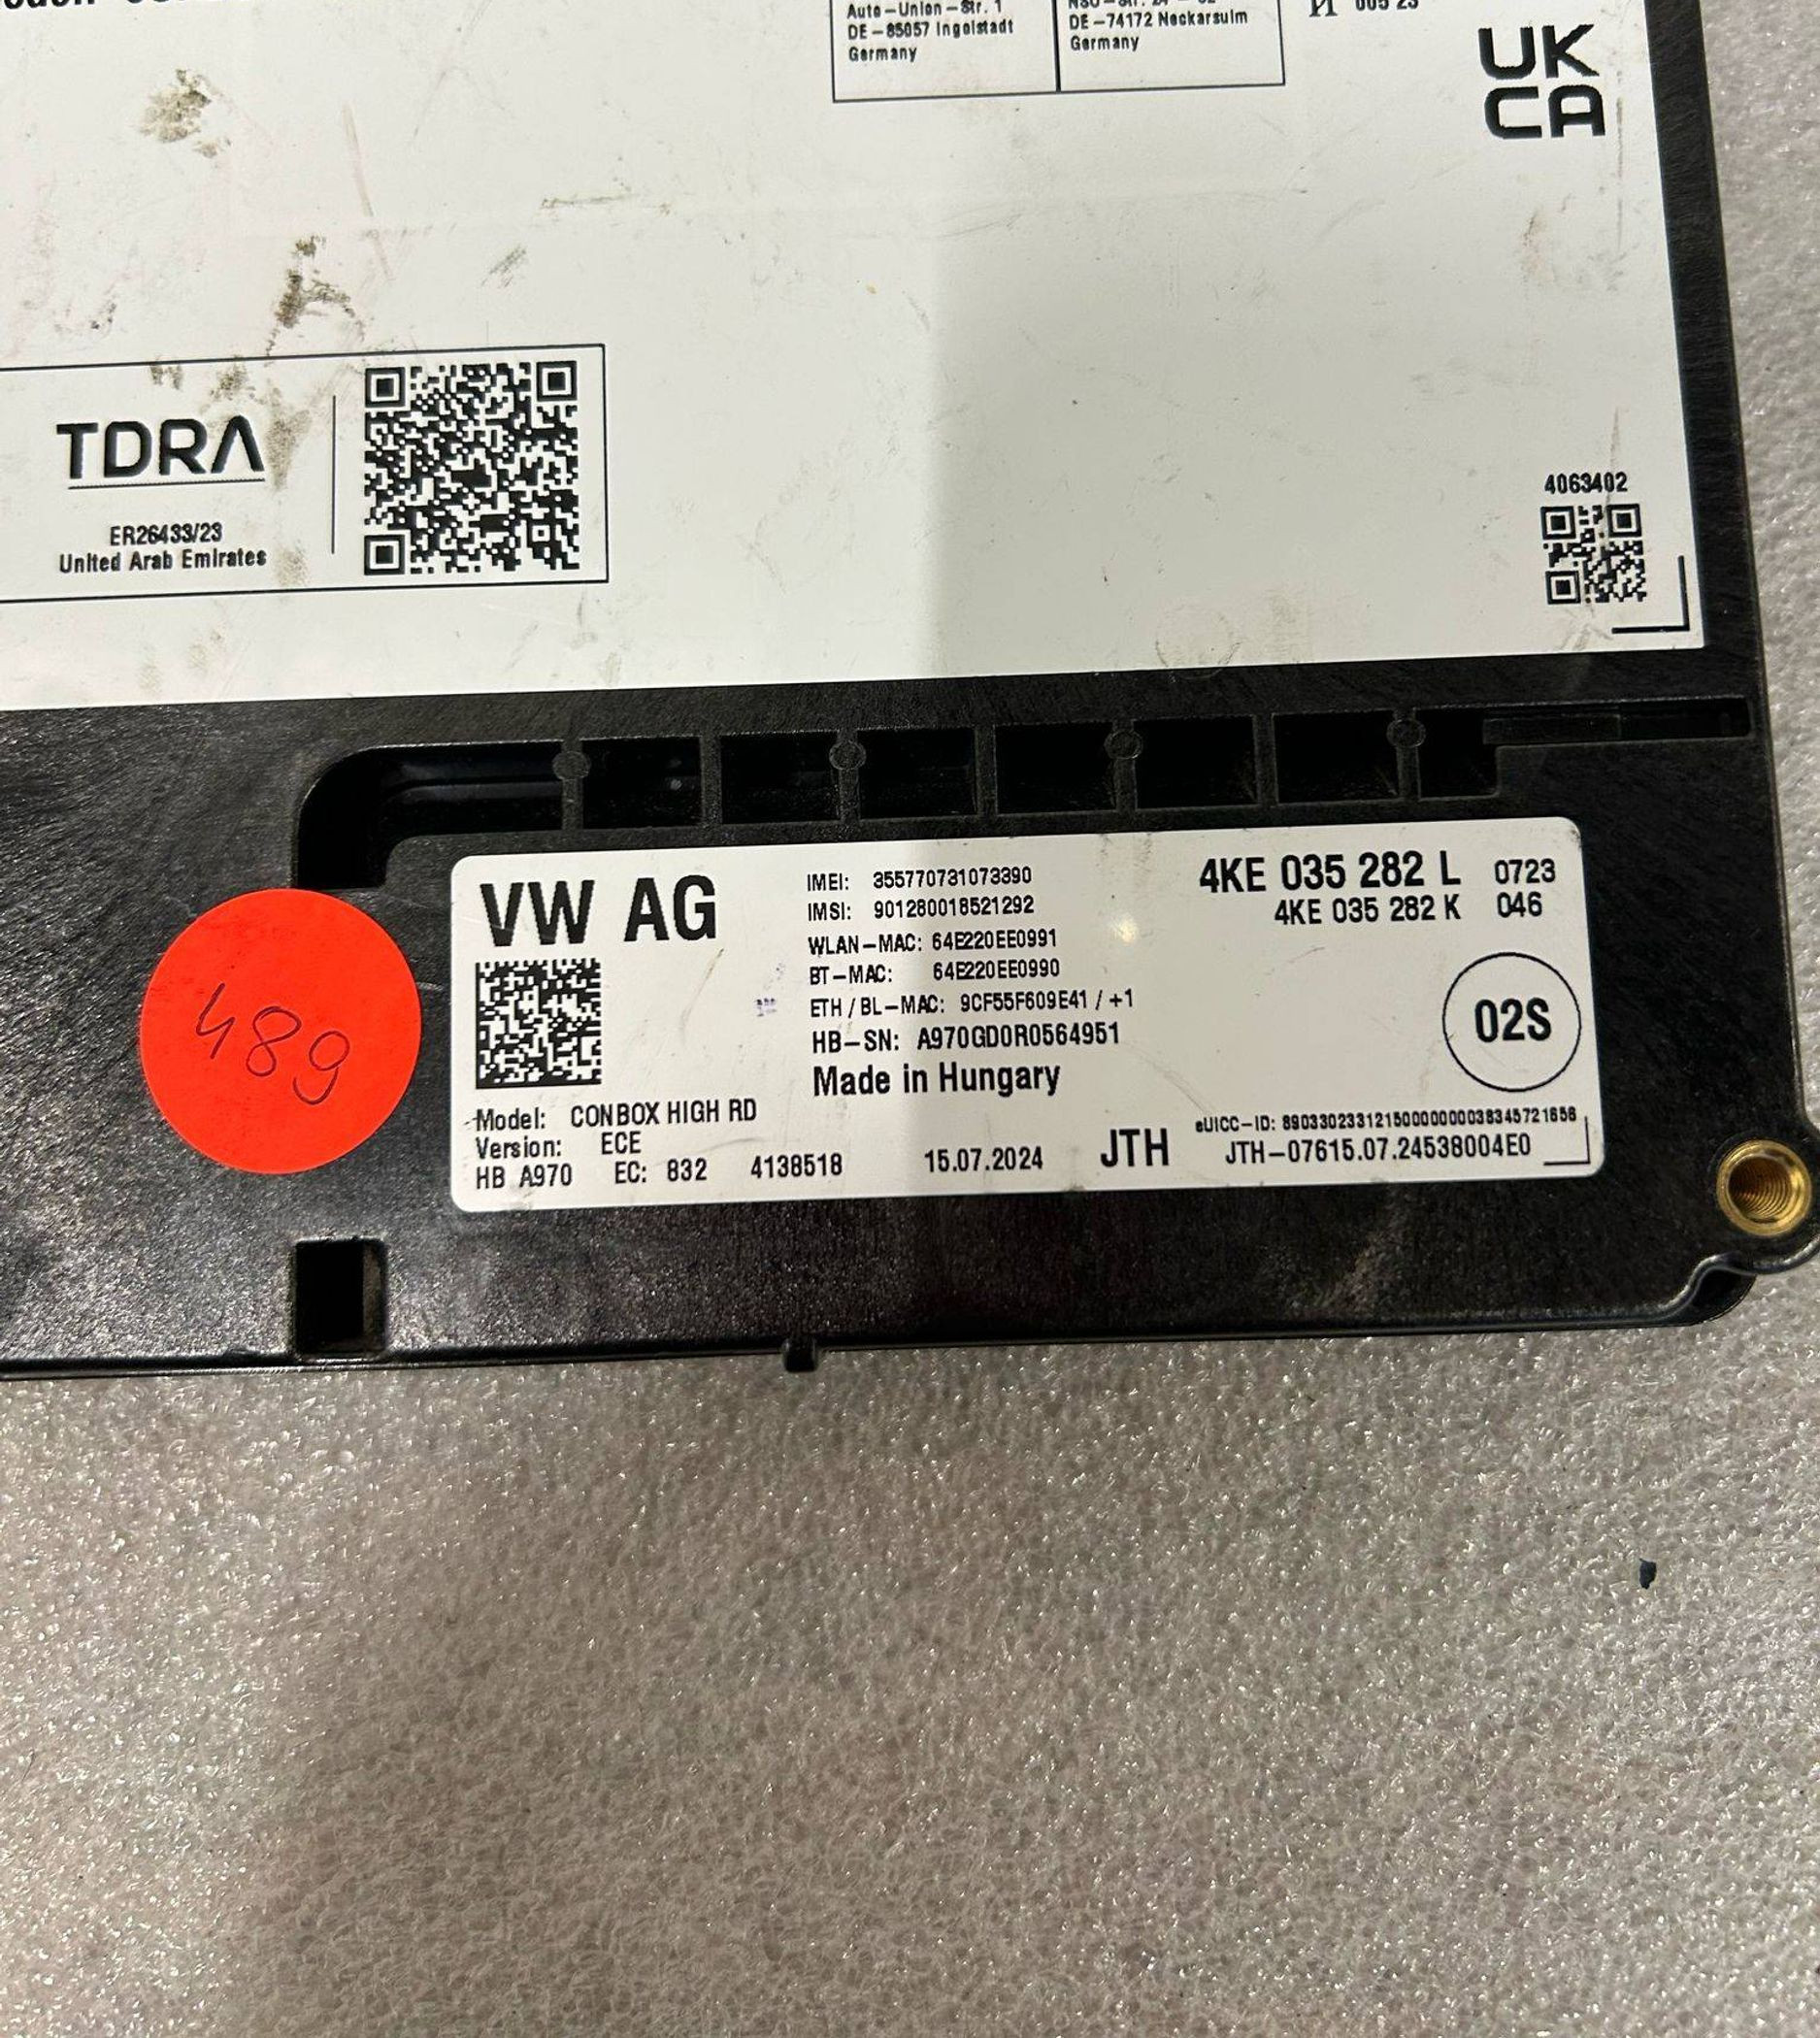 Auto-Union-Str. 1
DE-85057 Ingolstadt
Germany
DE-74172 Neckarsulm
Germany
UK
CA
TDRA
ER26433/23
United Arab Emirates
4063402
489
VW AG
IMEI: 355770731073390
IMSI: 901280018521292
WLAN-MAC: 64E220EE0991
BT-MAC: 64E220EE0990
ETH / BL-MAC: 9CF55F609E41 / +1
HB-SN: A970GD0R0564951
Made in Hungary
4KE 035 282 L 0723
4KE 035 282 K 046
02S
Model: CONBOX HIGH RD
Version: ECE
HB A970 EC: 832 4138518 15.07.2024 JTH
JTH-07615.07.24538004E0